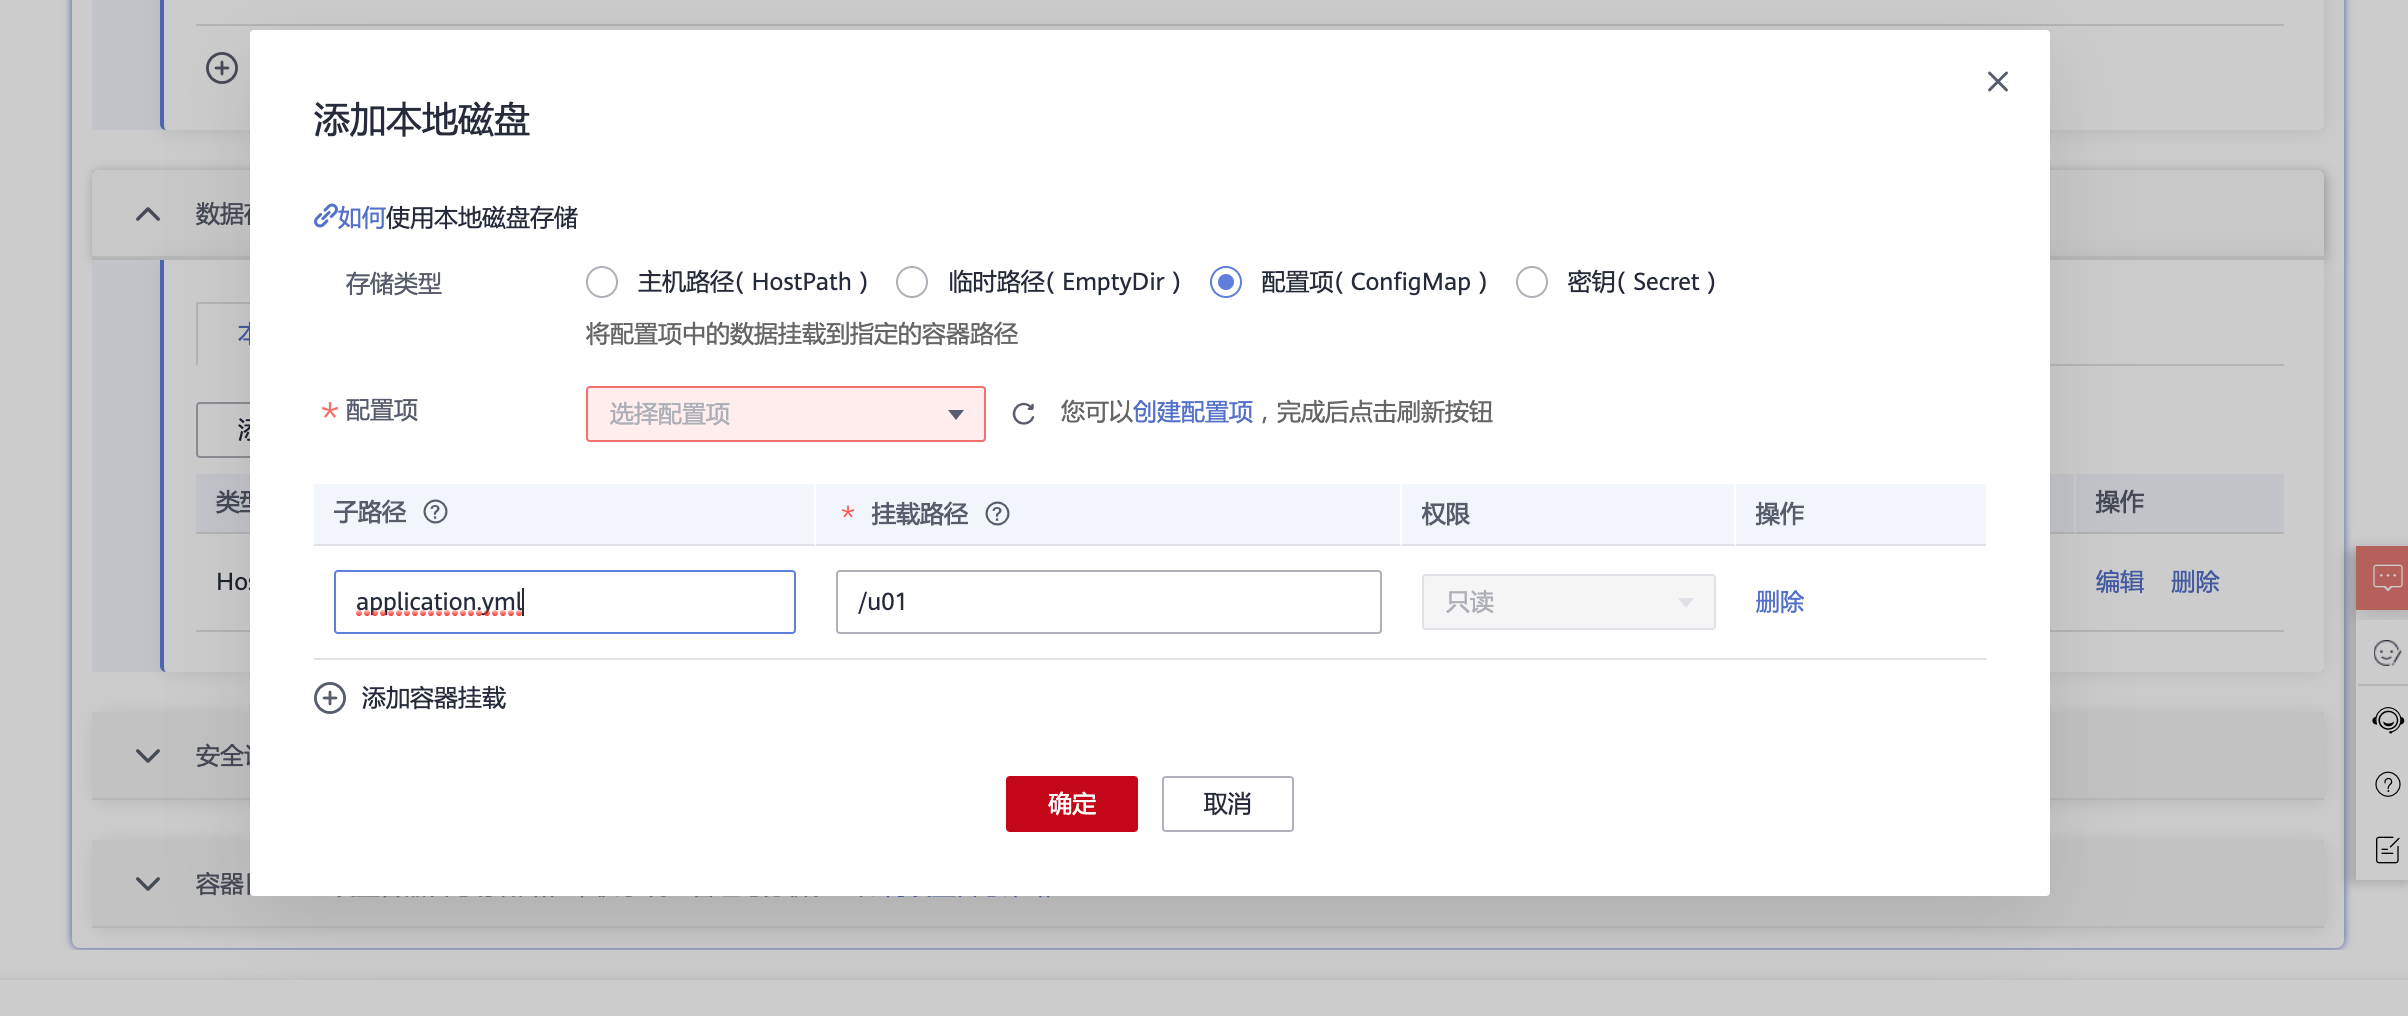 添加本地磁盘
如何使用本地磁盘存储
存储类型
主机路径( HostPath )
临时路径( EmptyDir )
配置项( ConfigMap )
密钥( Secret )
将配置项中的数据挂载到指定的容器路径
* 配置项
选择配置项
您可以创建配置项，完成后点击刷新按钮
子路径 ?
* 挂载路径 ?
权限
操作
application.yml
/u01
只读
删除
添加容器挂载
确定
取消
数据
本
类型
操作
编辑 删除
安全
容器